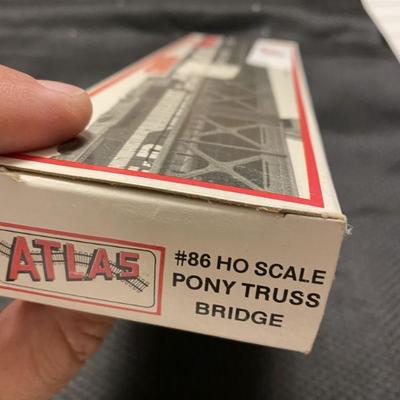 ATLAS
#86 HO SCALE
PONY TRUSS
BRIDGE